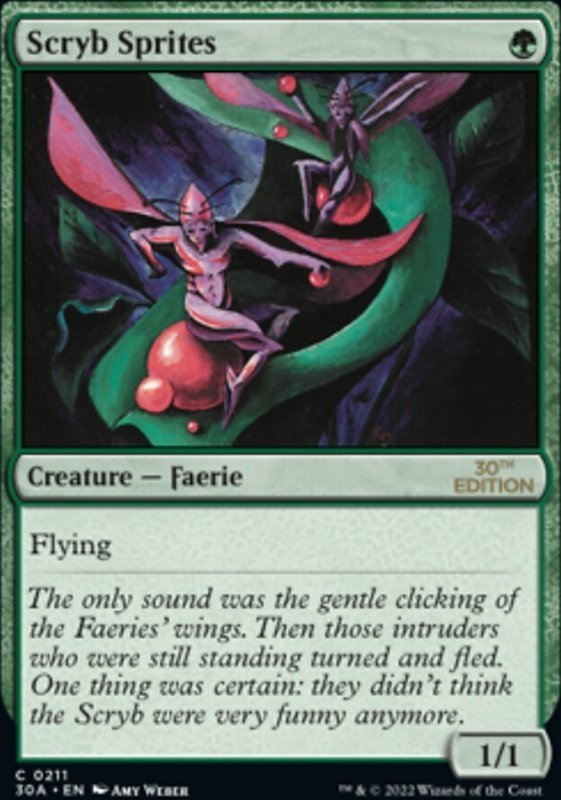 Scryb Sprites
Creature — Faerie
30TH
EDITION
Flying
The only sound was the gentle clicking of
the Faeries' wings. Then those intruders
who were still standing turned and fled.
One thing was certain: they didn't think
the Scryb were very funny anymore.
1/1
C 0211
30A • EN Amy Weber
™ & © 2022 Wizards of the Coast